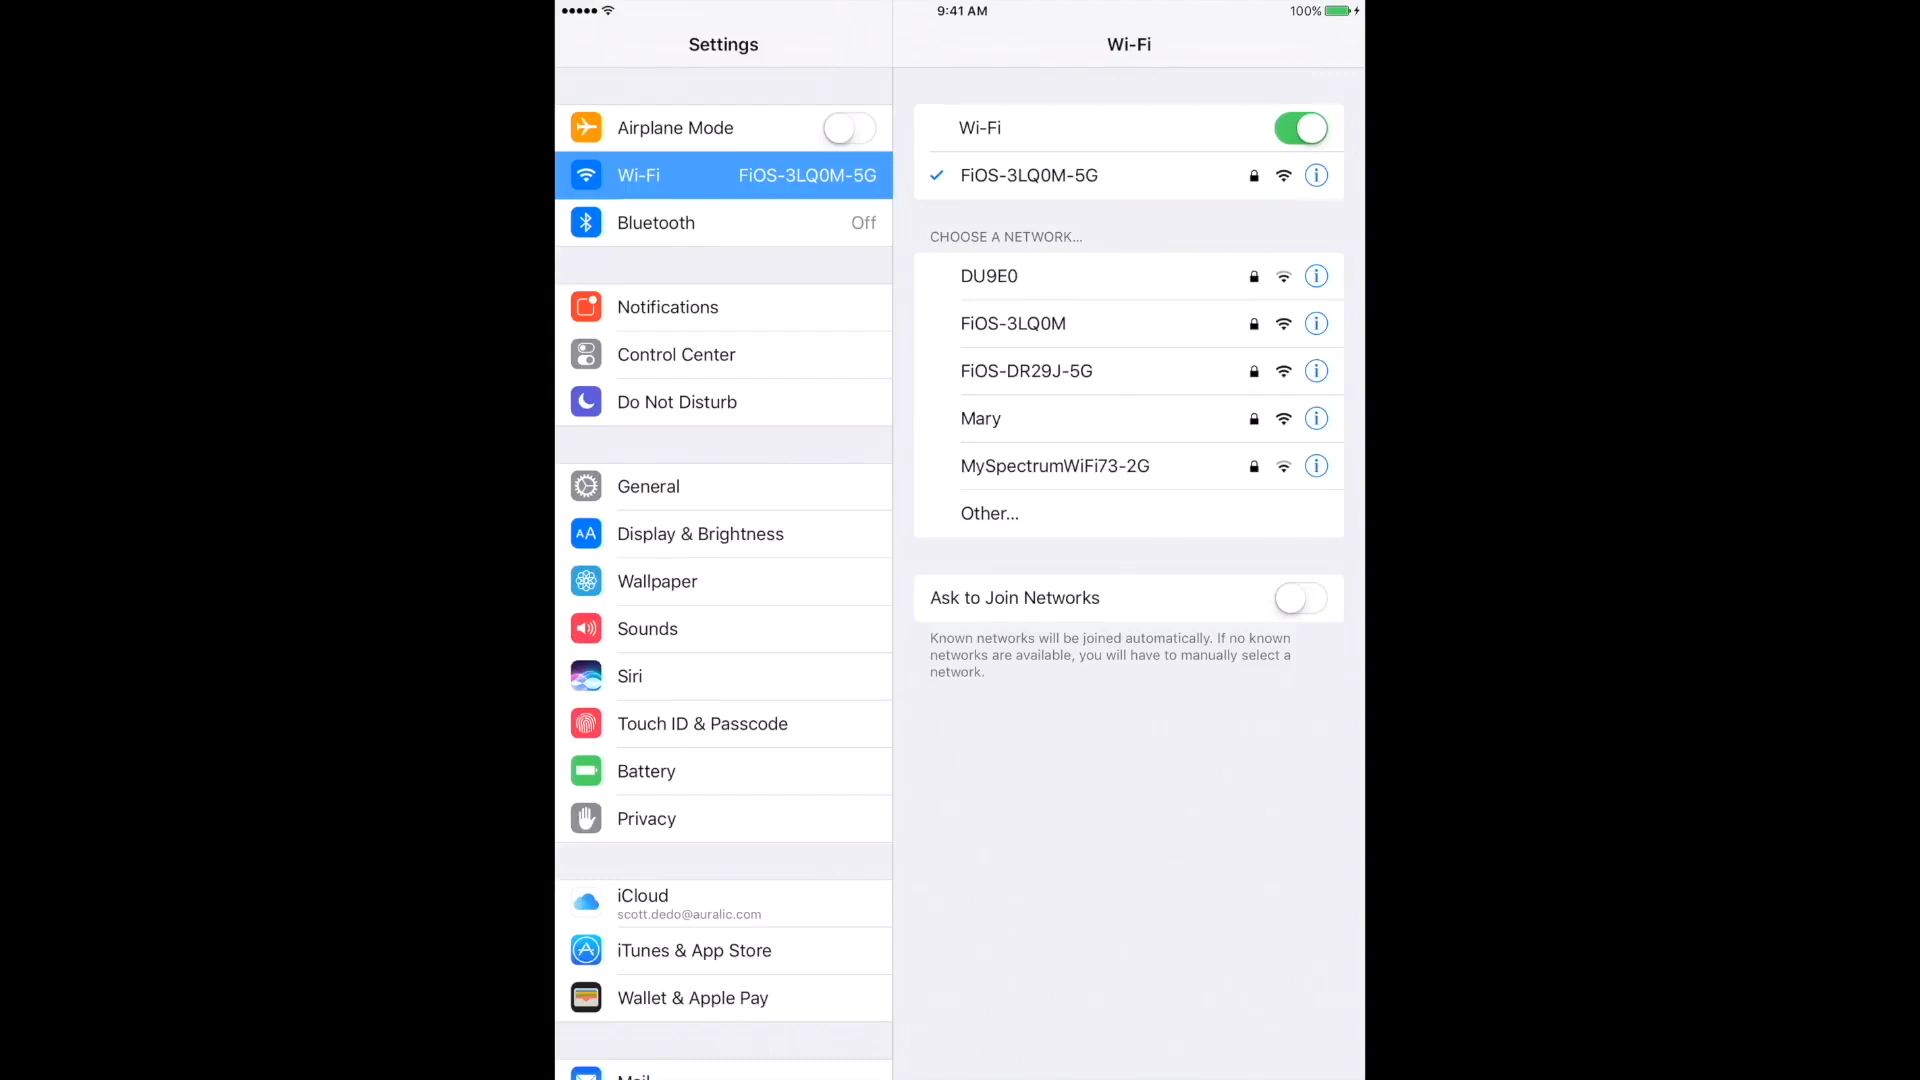 9:41 AM
100%
Settings
Airplane Mode
Wi-Fi FiOS-3LQ0M-5G
Bluetooth Off
Notifications
Control Center
Do Not Disturb
General
AA Display & Brightness
Wallpaper
Sounds
Siri
Touch ID & Passcode
Battery
Privacy
iCloud
scott.dedo@auralic.com
iTunes & App Store
Wallet & Apple Pay
Mail
Wi-Fi
Wi-Fi
FiOS-3LQ0M-5G
CHOOSE A NETWORK...
DU9E0
FiOS-3LQ0M
FiOS-DR29J-5G
Mary
MySpectrumWiFi73-2G
Other...
Ask to Join Networks
Known networks will be joined automatically. If no known
networks are available, you will have to manually select a
network.